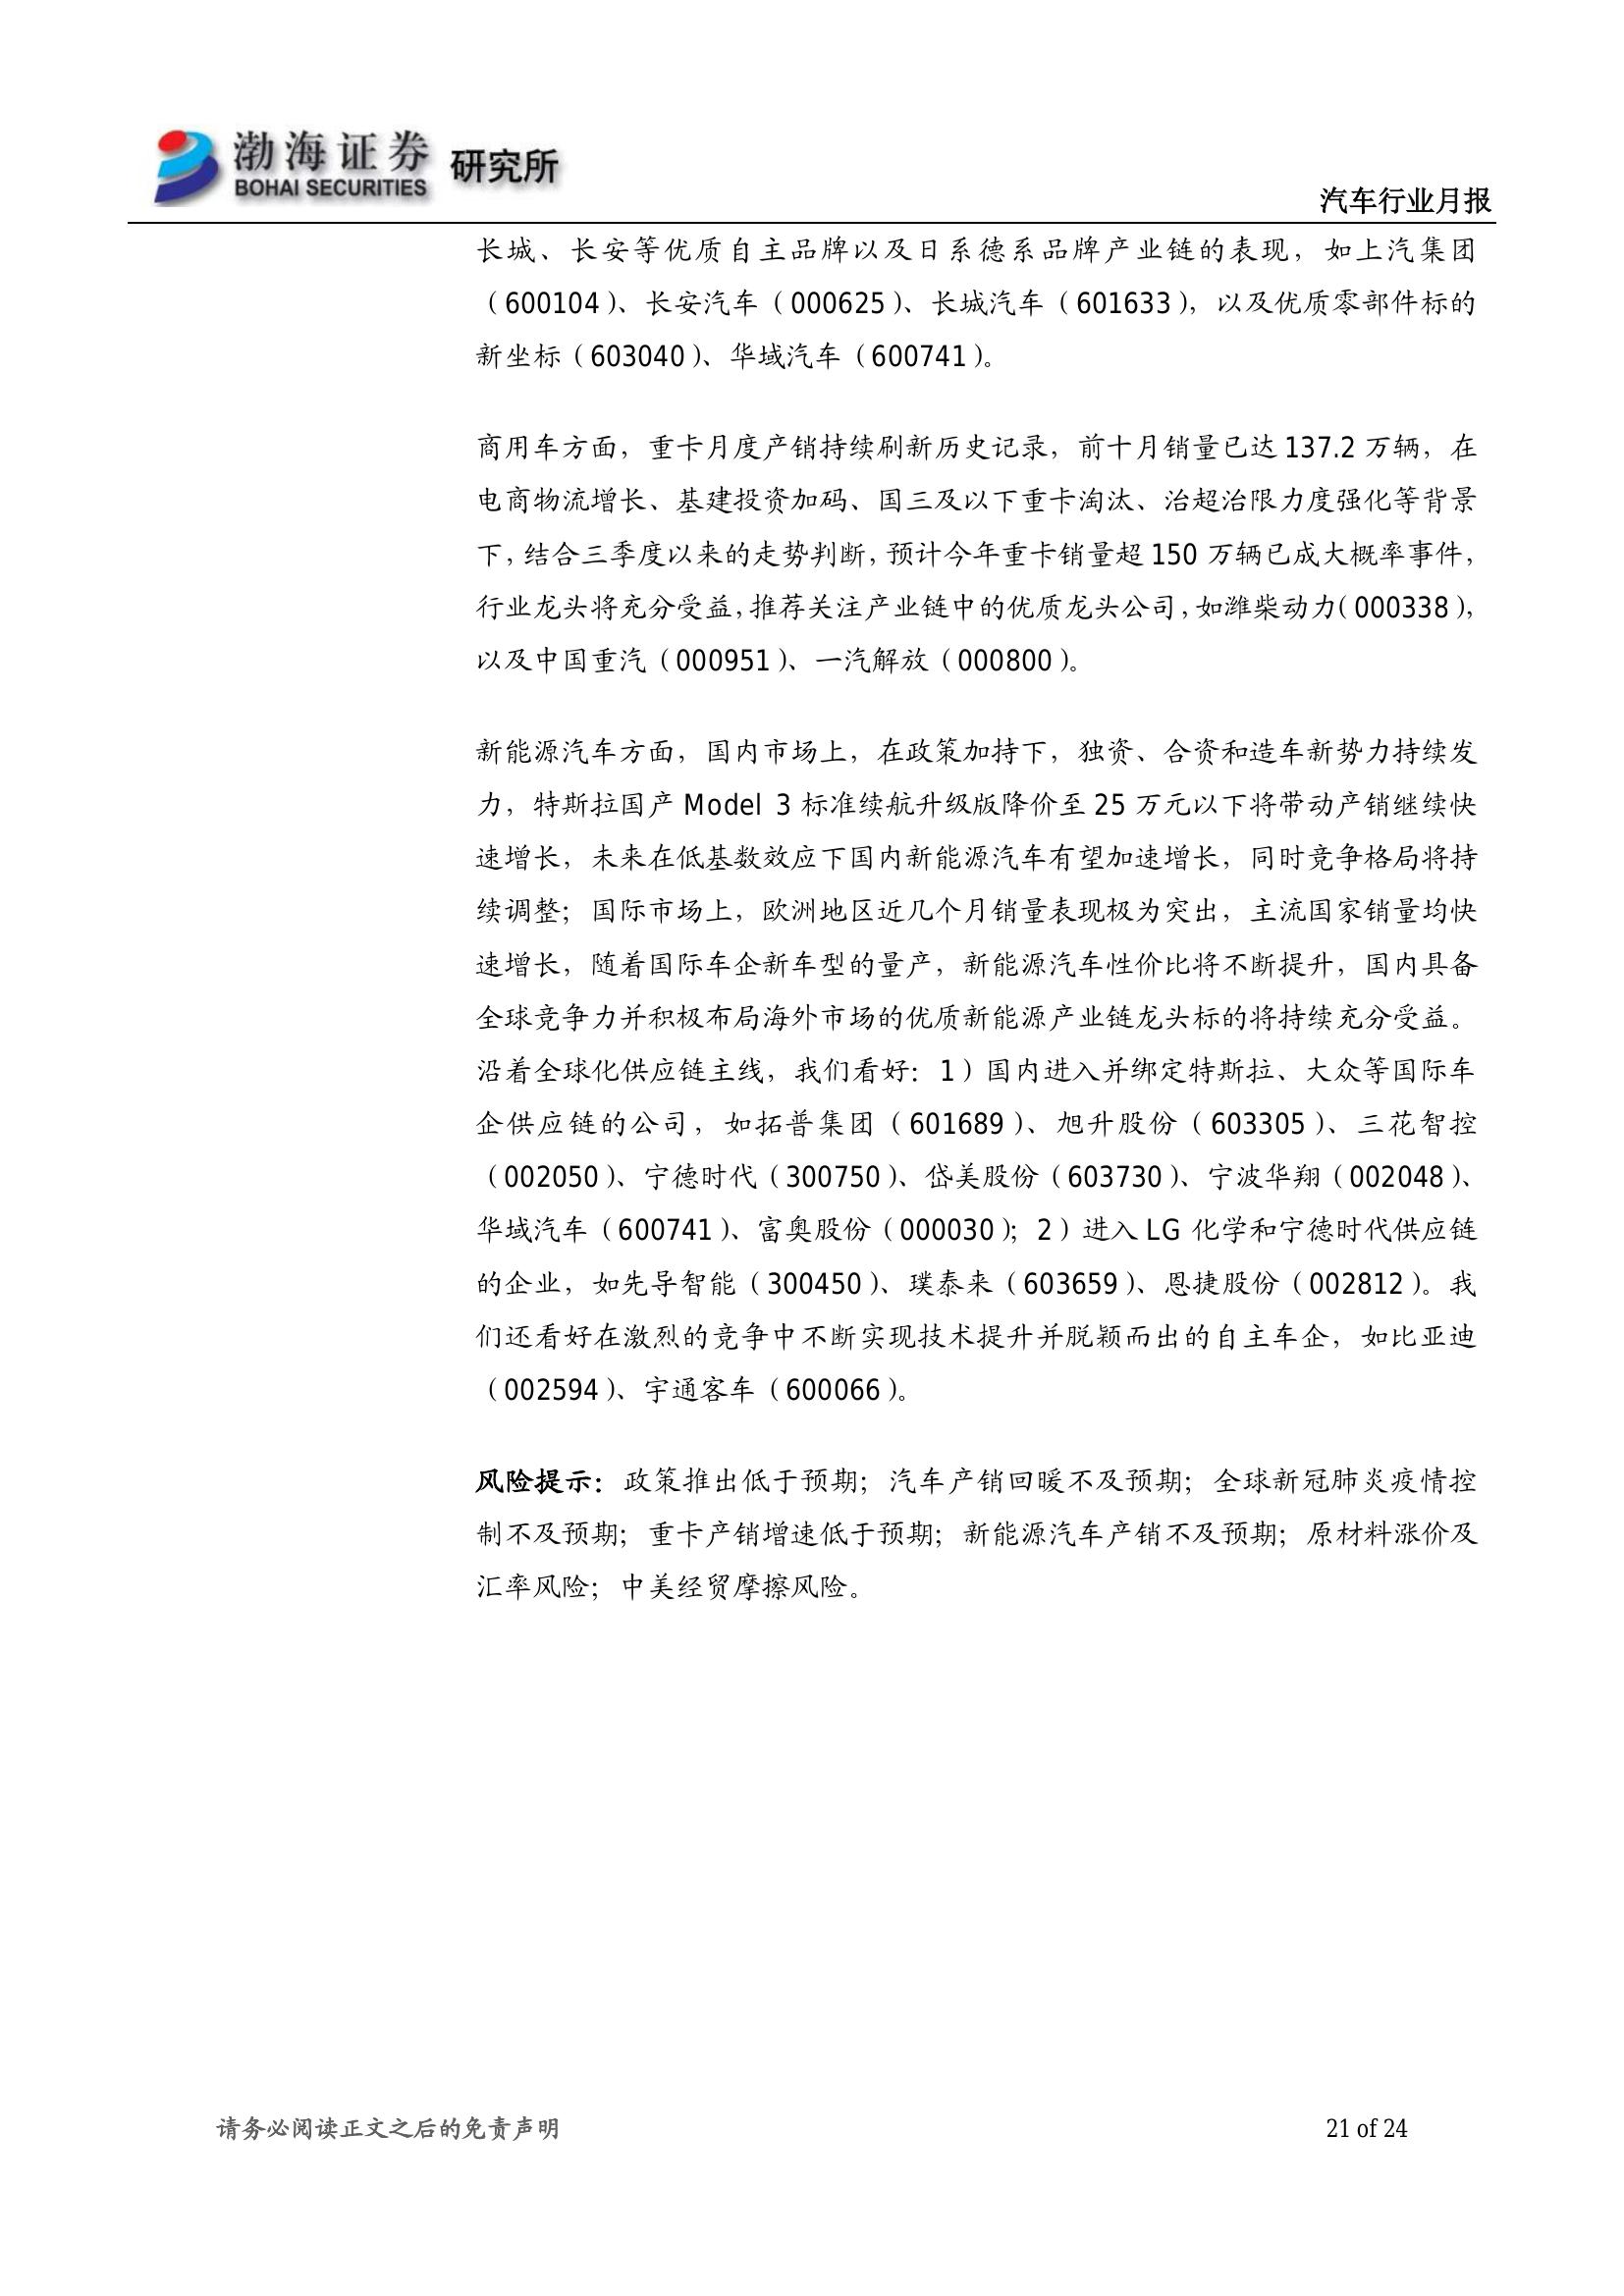 渤海证券 研究所
BOHAI SECURITIES
汽车行业月报
长城、长安等优质自主品牌以及日系德系品牌产业链的表现，如上汽集团
（600104）、长安汽车（000625）、长城汽车（601633），以及优质零部件标的
新坐标（603040）、华域汽车（600741）。
商用车方面，重卡月度产销持续刷新历史记录，前十月销量已达 137.2 万辆，在
电商物流增长、基建投资加码、国三及以下重卡淘汰、治超治限力度强化等背景
下，结合三季度以来的走势判断，预计今年重卡销量超 150 万辆已成大概率事件，
行业龙头将充分受益，推荐关注产业链中的优质龙头公司，如潍柴动力（000338），
以及中国重汽（000951）、一汽解放（000800）。
新能源汽车方面，国内市场上，在政策加持下，独资、合资和造车新势力持续发
力，特斯拉国产 Model 3 标准续航升级版降价至 25 万元以下将带动产销继续快
速增长，未来在低基数效应下国内新能源汽车有望加速增长，同时竞争格局将持
续调整；国际市场上，欧洲地区近几个月销量表现极为突出，主流国家销量均快
速增长，随着国际车企新车型的量产，新能源汽车性价比将不断提升，国内具备
全球竞争力并积极布局海外市场的优质新能源产业链龙头标的将持续充分受益。
沿着全球化供应链主线，我们看好：1）国内进入并绑定特斯拉、大众等国际车
企供应链的公司，如拓普集团（601689）、旭升股份（603305）、三花智控
（002050）、宁德时代（300750）、岱美股份（603730）、宁波华翔（002048）、
华域汽车（600741）、富奥股份（000030）；2）进入 LG 化学和宁德时代供应链
的企业，如先导智能（300450）、璞泰来（603659）、恩捷股份（002812）。我
们还看好在激烈的竞争中不断实现技术提升并脱颖而出的自主车企，如比亚迪
（002594）、宇通客车（600066）。
风险提示：政策推出低于预期；汽车产销回暖不及预期；全球新冠肺炎疫情控
制不及预期；重卡产销增速低于预期；新能源汽车产销不及预期；原材料涨价及
汇率风险；中美经贸摩擦风险。
请务必阅读正文之后的免责声明
21 of 24